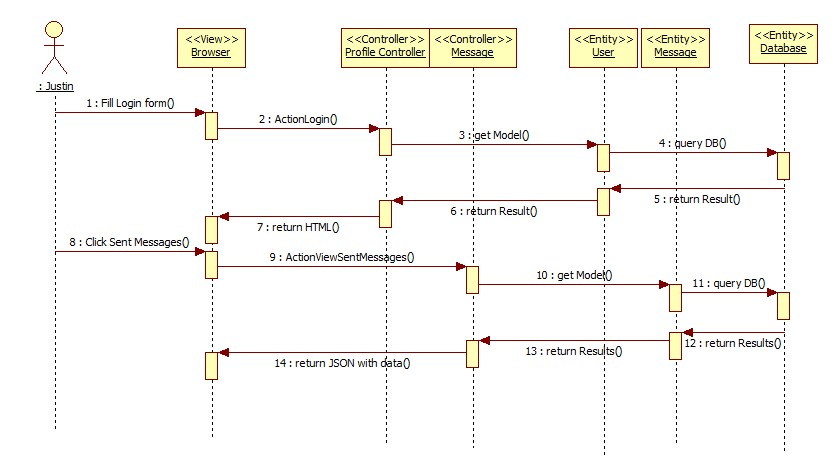 <<View>>
Browser
<<Controller>>
Profile Controller
<<Controller>>
Message
<<Entity>>
User
<<Entity>>
Message
<<Entity>>
Database
: Justin
1 : Fill Login form()
2 : ActionLogin()
3 : get Model()
4 : query DB()
5 : return Result()
6 : return Result()
7 : return HTML()
8 : Click Sent Messages()
9 : ActionViewSentMessages()
10 : get Model()
11 : query DB()
12 : return Results()
13 : return Results()
14 : return JSON with data()